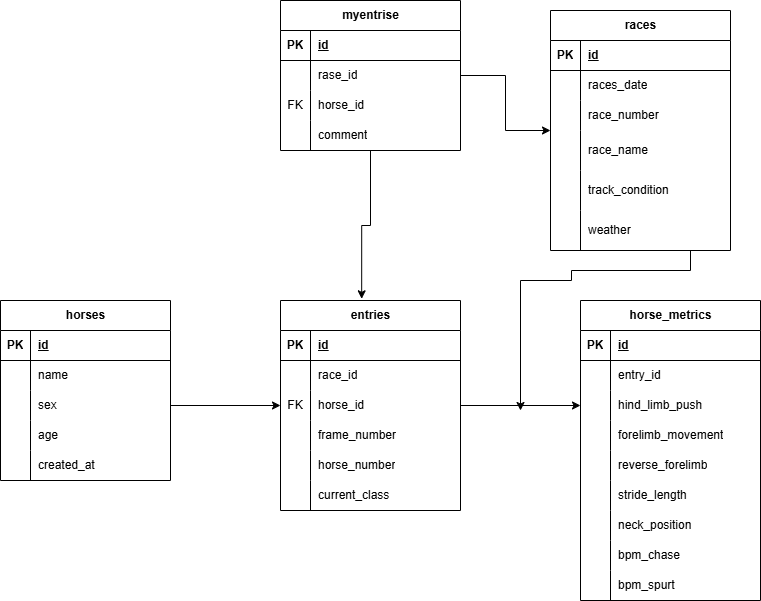 myentrise
PK id
rase_id
FK horse_id
comment
races
PK id
races_date
race_number
race_name
track_condition
weather
horses
PK id
name
sex
age
created_at
entries
PK id
race_id
FK horse_id
frame_number
horse_number
current_class
horse_metrics
PK id
entry_id
hind_limb_push
forelimb_movement
reverse_forelimb
stride_length
neck_position
bpm_chase
bpm_spurt